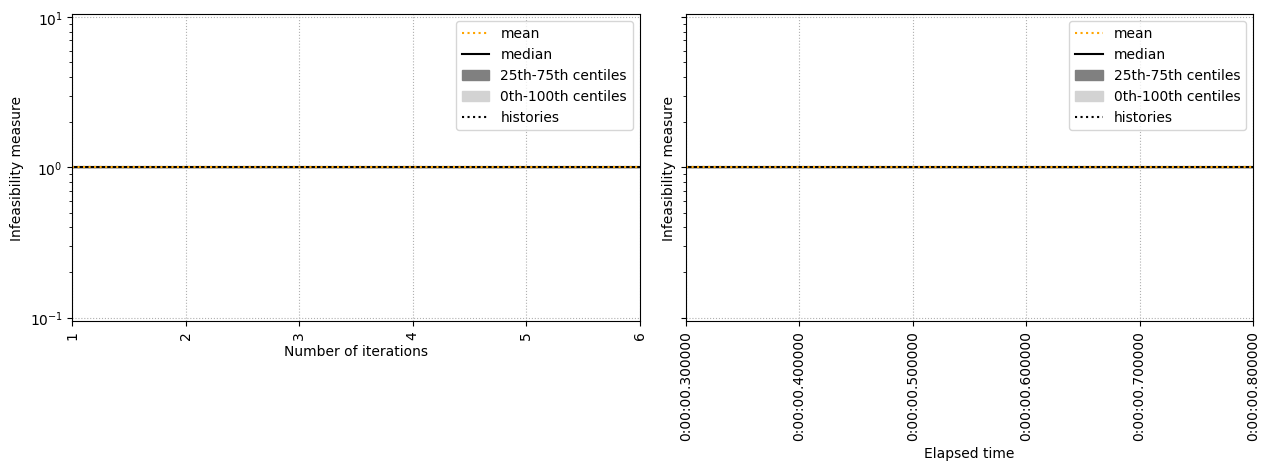 10¹
10⁰
10⁻¹
Infeasibility measure
mean
median
25th-75th centiles
0th-100th centiles
histories
1
2
3
4
5
6
Number of iterations
Infeasibility measure
mean
median
25th-75th centiles
0th-100th centiles
histories
0:00:00.300000
0:00:00.400000
0:00:00.500000
0:00:00.600000
0:00:00.700000
0:00:00.800000
Elapsed time